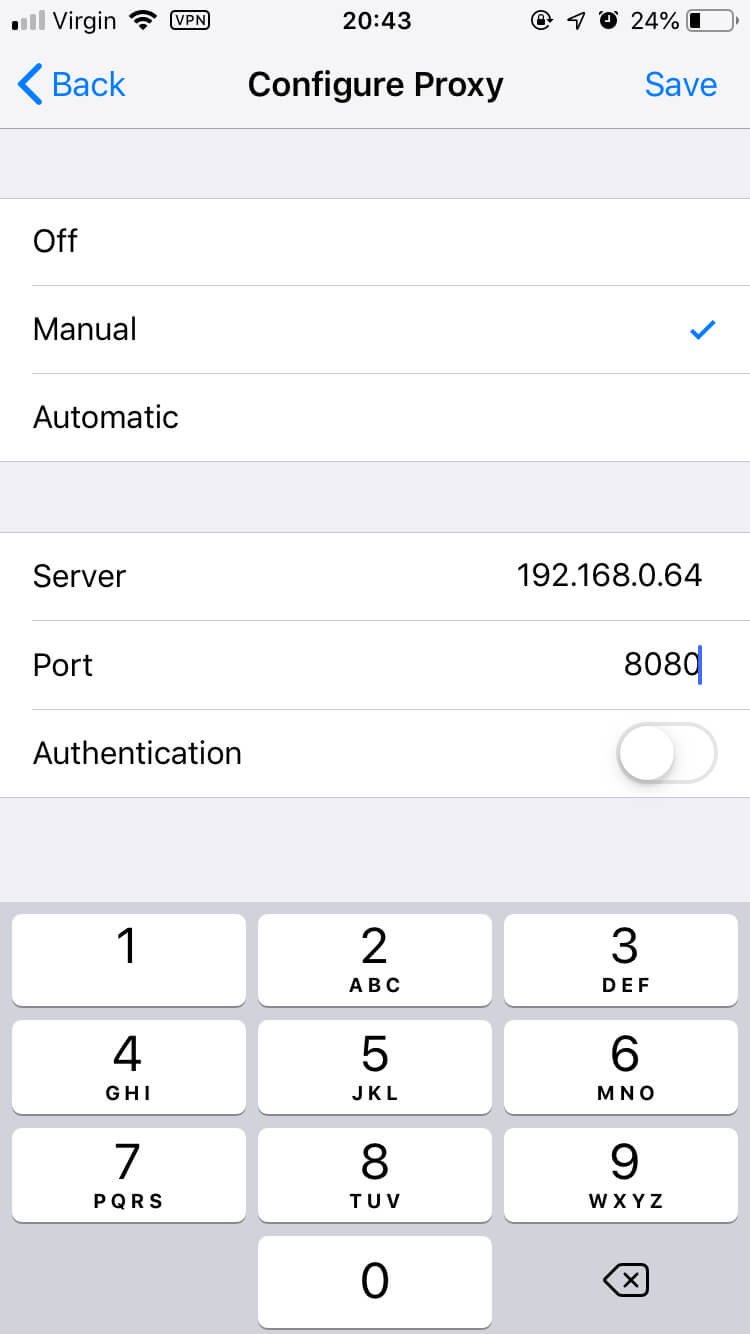 Virgin VPN 20:43 24%
Back Configure Proxy Save
Off
Manual
Automatic
Server 192.168.0.64
Port 8080
Authentication
1 2 3
ABC DEF
4 5 6
GHI JKL MNO
7 8 9
PQRS TUV WXYZ
0